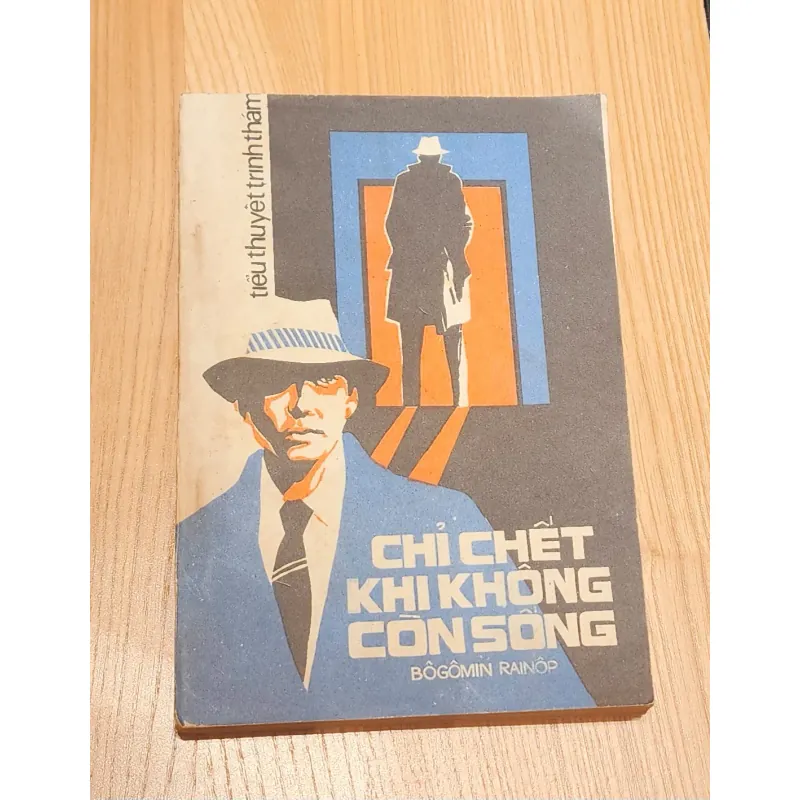 tiểu thuyết trinh thám
CHỈ CHẾT
KHI KHÔNG
CÒN SỐNG
BÔGÔMIN RAINÔP